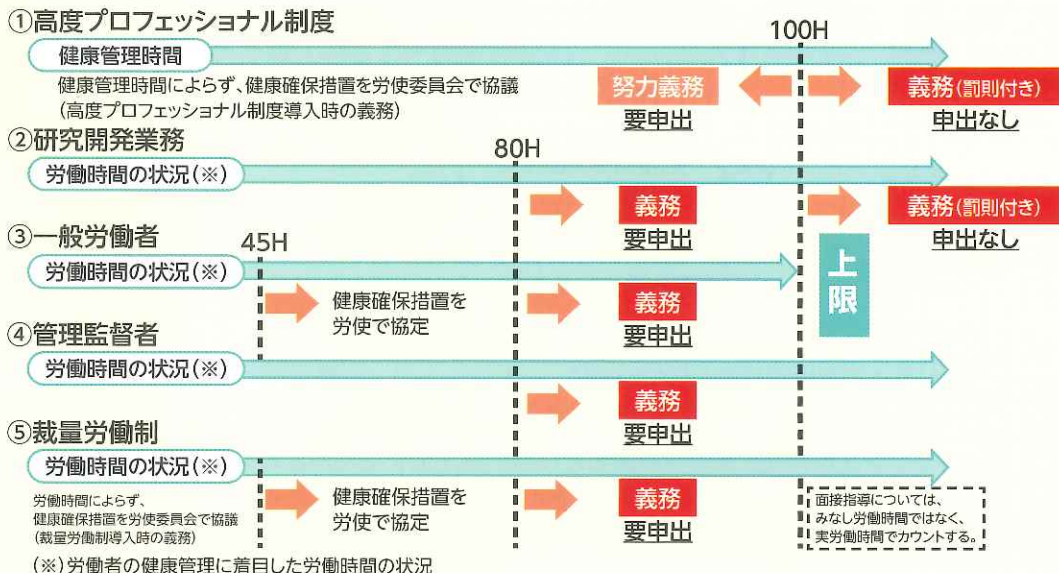 ①高度プロフェッショナル制度
100H
健康管理時間
健康管理時間によらず、健康確保措置を労使委員会で協議
(高度プロフェッショナル制度導入時の義務)
努力義務
要申出
義務(罰則付き)
申出なし
②研究開発業務
80H
労働時間の状況(※)
義務
要申出
義務(罰則付き)
申出なし
③一般労働者
45H
労働時間の状況(※)
健康確保措置を
労使で協定
義務
要申出
上限
④管理監督者
労働時間の状況(※)
義務
要申出
⑤裁量労働制
労働時間の状況(※)
労働時間によらず、
健康確保措置を労使委員会で協議
(裁量労働制導入時の義務)
健康確保措置を
労使で協定
義務
要申出
面接指導については、
みなし労働時間ではなく、
実労働時間でカウントする。
(※)労働者の健康管理に着目した労働時間の状況